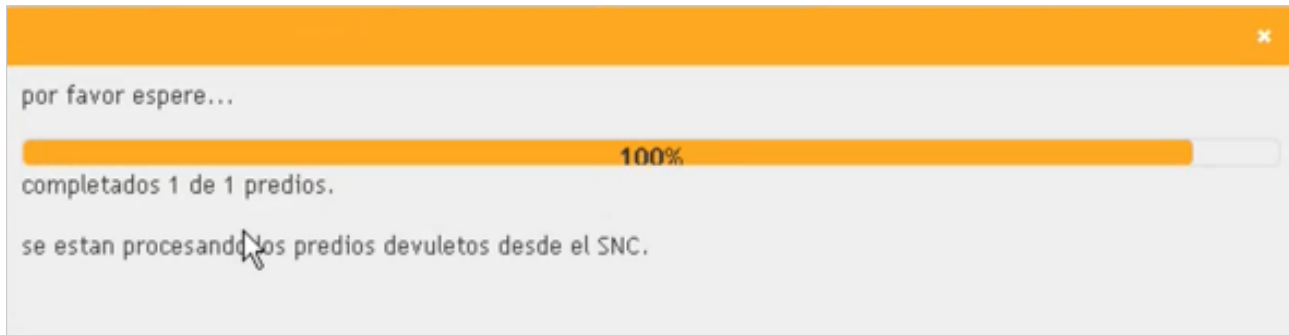 por favor espere...
100%
completados 1 de 1 predios.
se estan procesando los predios devuletos desde el SNC.